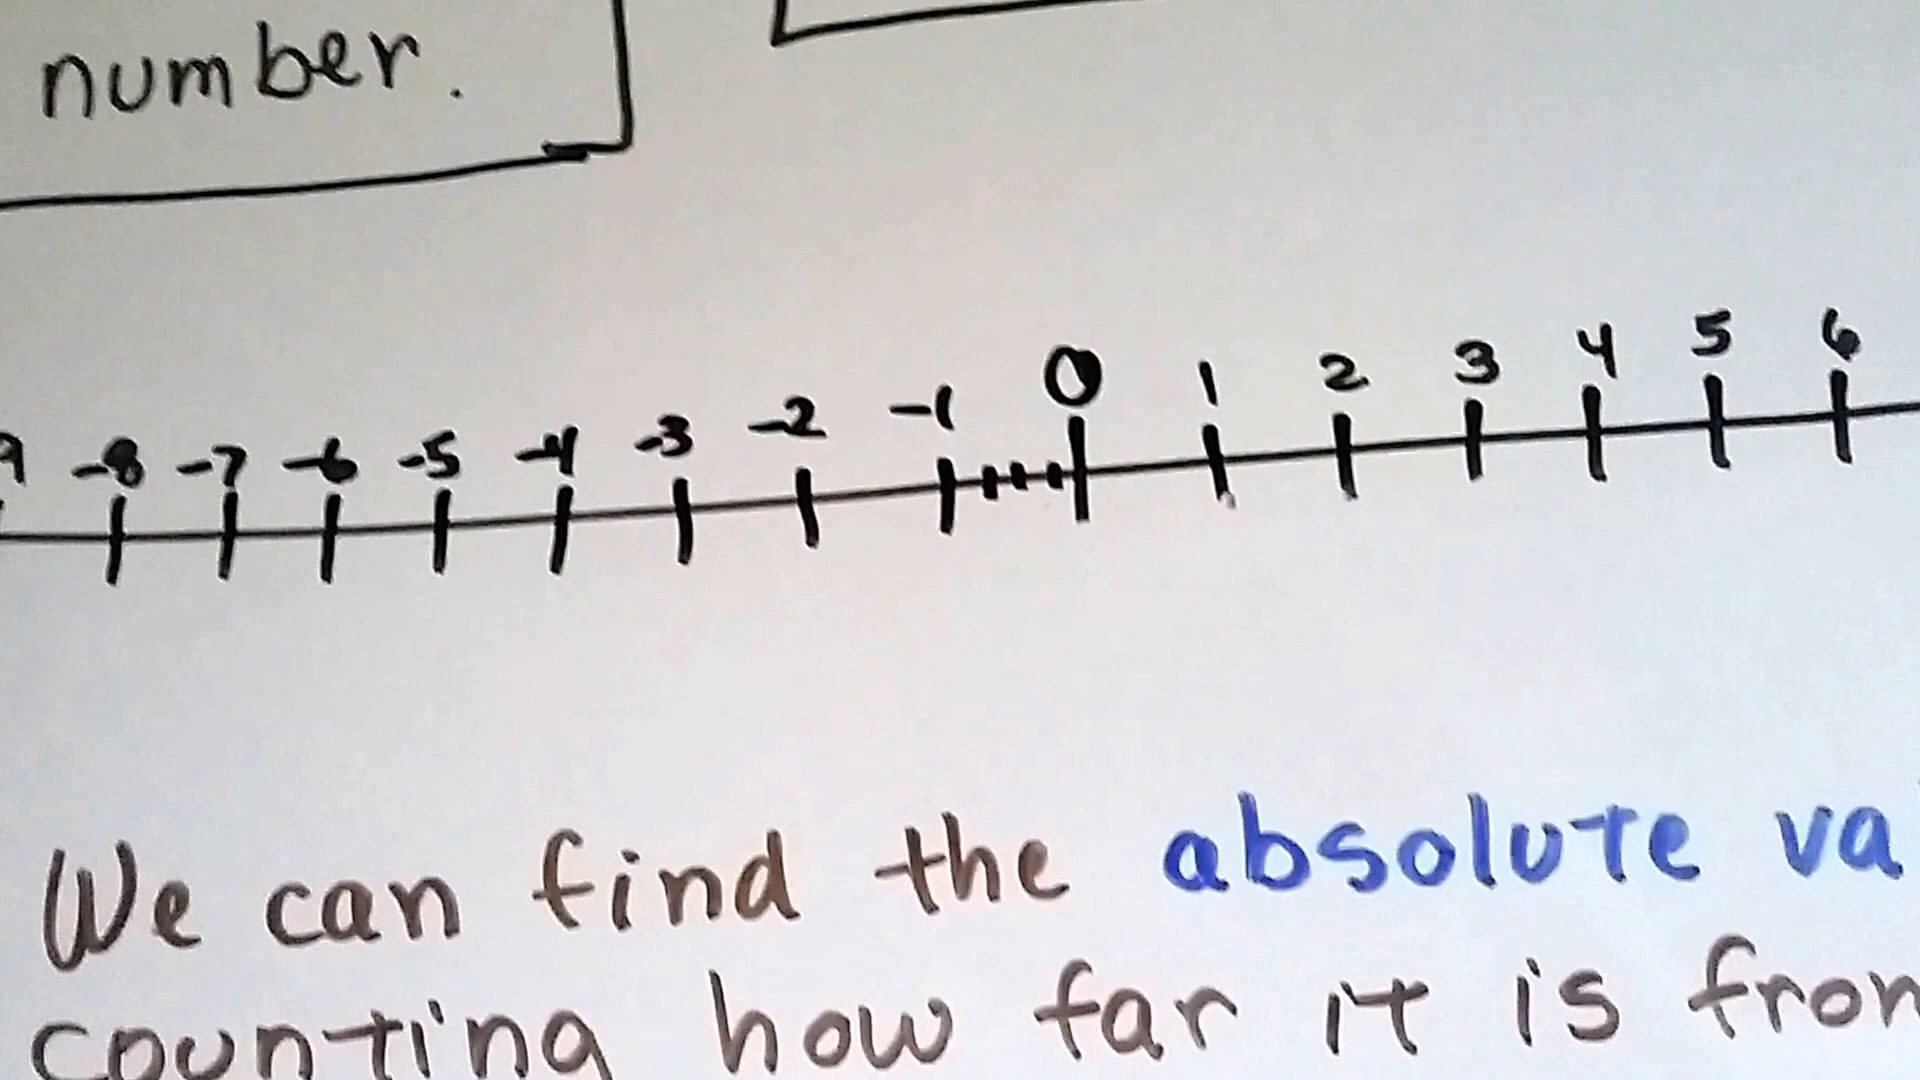 number.
-8 -7 -6 -5 -4 -3 -2 -1 0 1 2 3 4 5 6
We can find the absolute va
counting how far it is from